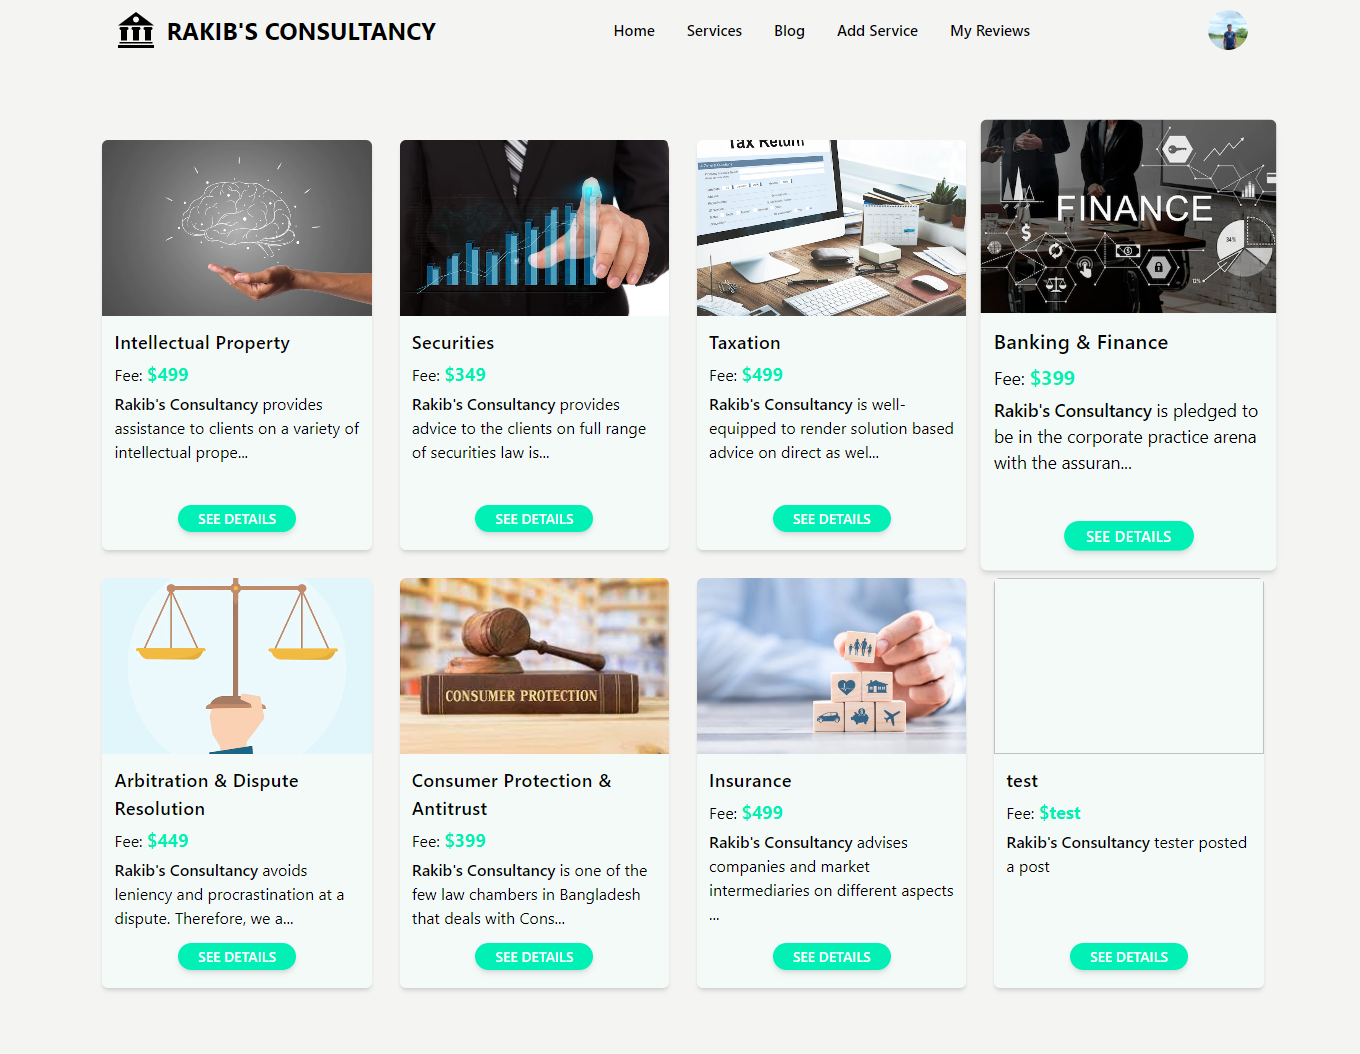 RAKIB'S CONSULTANCY
Home
Services
Blog
Add Service
My Reviews
Intellectual Property
Fee: $499
Rakib's Consultancy provides
assistance to clients on a variety of
intellectual prope...
SEE DETAILS
Securities
Fee: $349
Rakib's Consultancy provides
advice to the clients on full range
of securities law is...
SEE DETAILS
Tax Return
Taxation
Fee: $499
Rakib's Consultancy is well-
equipped to render solution based
advice on direct as wel...
SEE DETAILS
FINANCE
$
34%
12%
Banking & Finance
Fee: $399
Rakib's Consultancy is pledged to
be in the corporate practice arena
with the assuran...
SEE DETAILS
Arbitration & Dispute
Resolution
Fee: $449
Rakib's Consultancy avoids
leniency and procrastination at a
dispute. Therefore, we a...
SEE DETAILS
CONSUMER PROTECTION
Consumer Protection &
Antitrust
Fee: $399
Rakib's Consultancy is one of the
few law chambers in Bangladesh
that deals with Cons...
SEE DETAILS
Insurance
Fee: $499
Rakib's Consultancy advises
companies and market
intermediaries on different aspects
...
SEE DETAILS
test
Fee: $test
Rakib's Consultancy tester posted
a post
SEE DETAILS